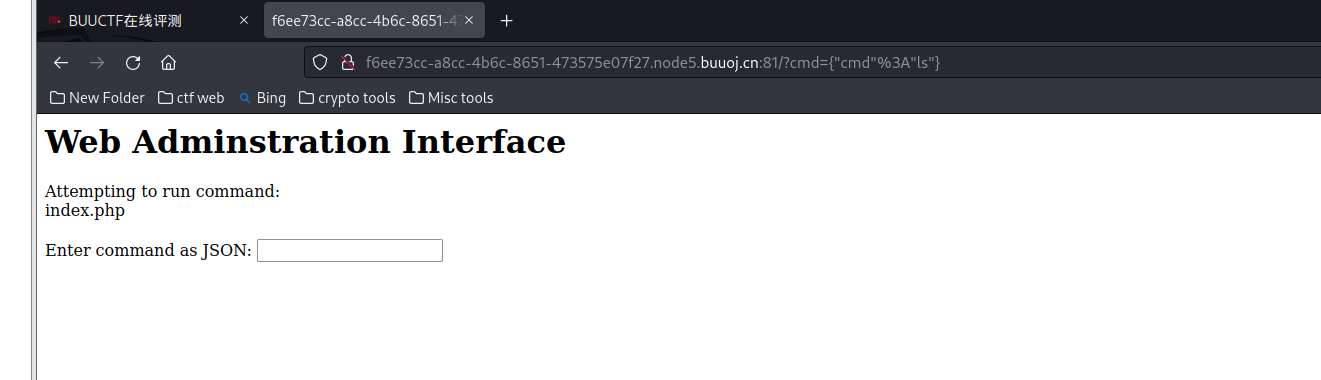 BUUCTF在线评测
f6ee73cc-a8cc-4b6c-8651-47
f6ee73cc-a8cc-4b6c-8651-473575e07f27.node5.buuoj.cn:81/?cmd={"cmd"%3A"ls"}
New Folder ctf web Bing crypto tools Misc tools
Web Adminstration Interface
Attempting to run command:
index.php
Enter command as JSON: